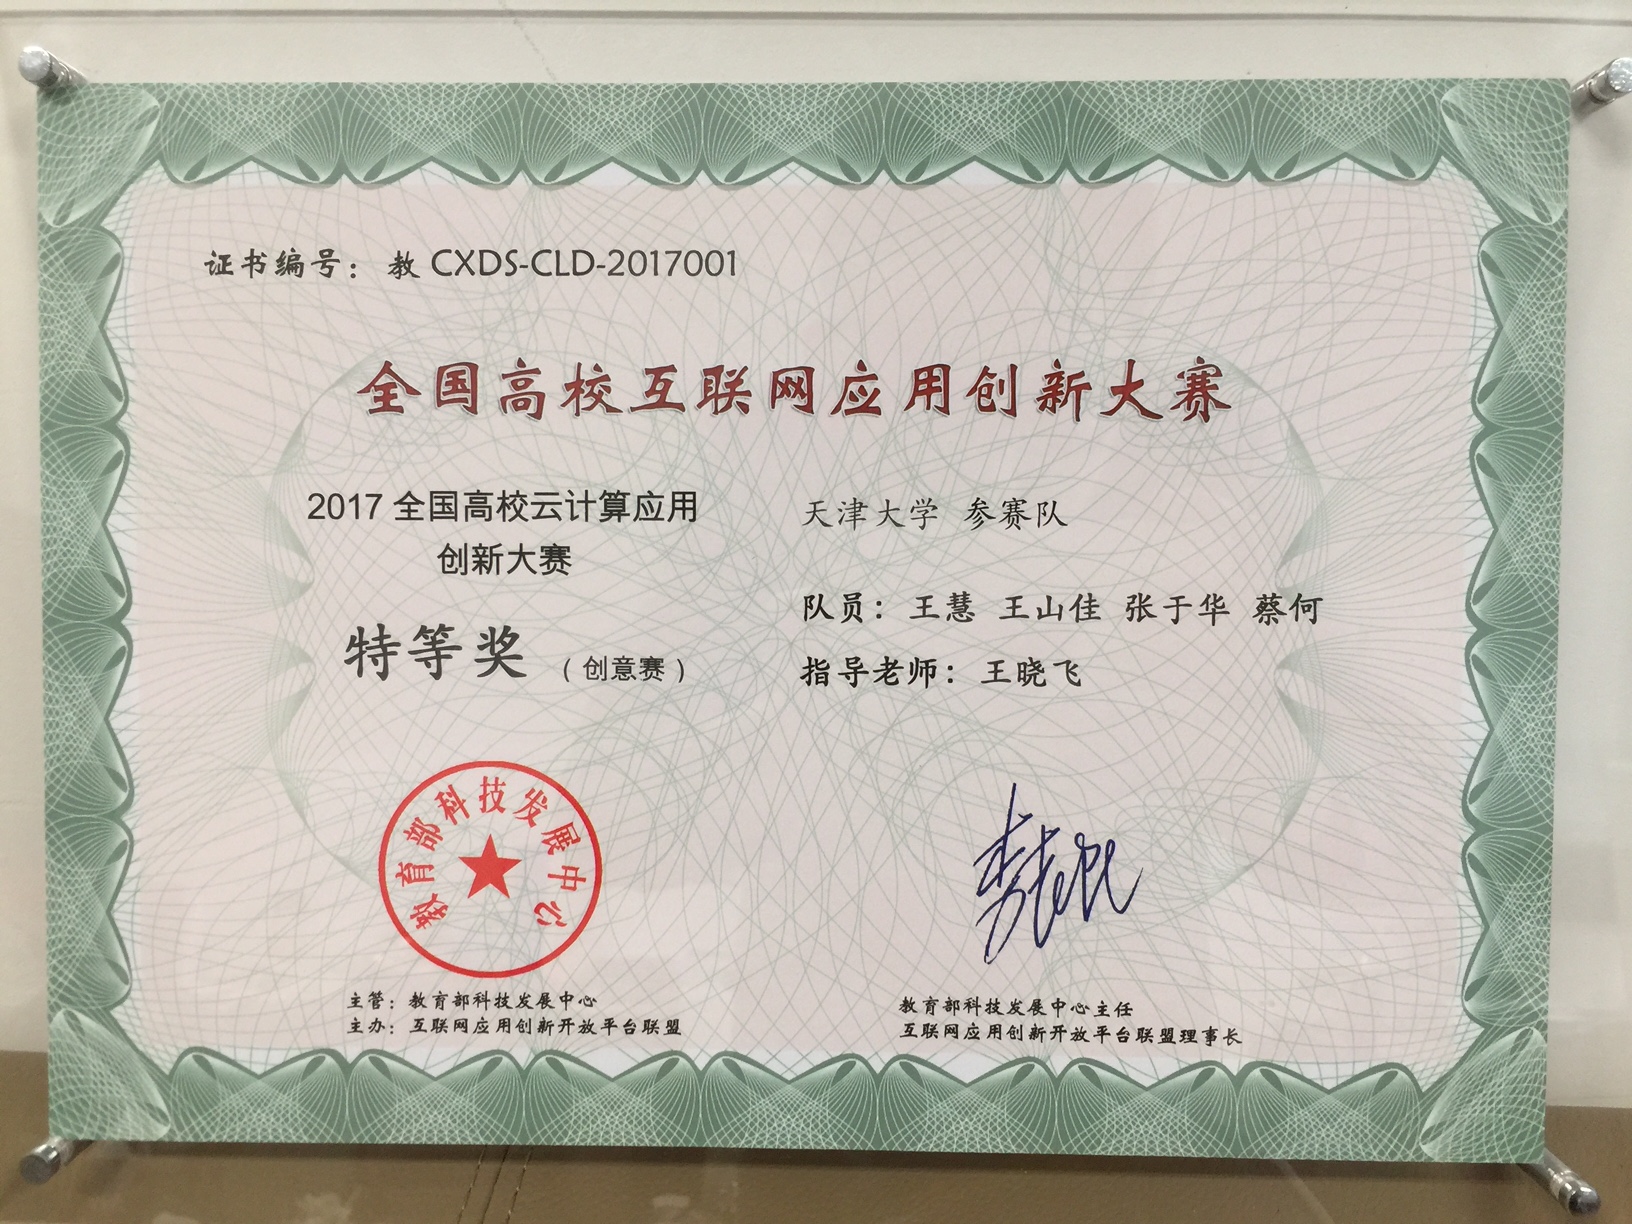 证书编号：教 CXDS-CLD-2017001
全国高校互联网应用创新大赛
2017 全国高校云计算应用
创新大赛
特等奖 （创意赛）
天津大学 参赛队
队员：王慧 王山佳 张于华 蔡何
指导老师：王晓飞
教育部科技发展中心
主管：教育部科技发展中心
主办：互联网应用创新开放平台联盟
教育部科技发展中心主任
互联网应用创新开放平台联盟理事长